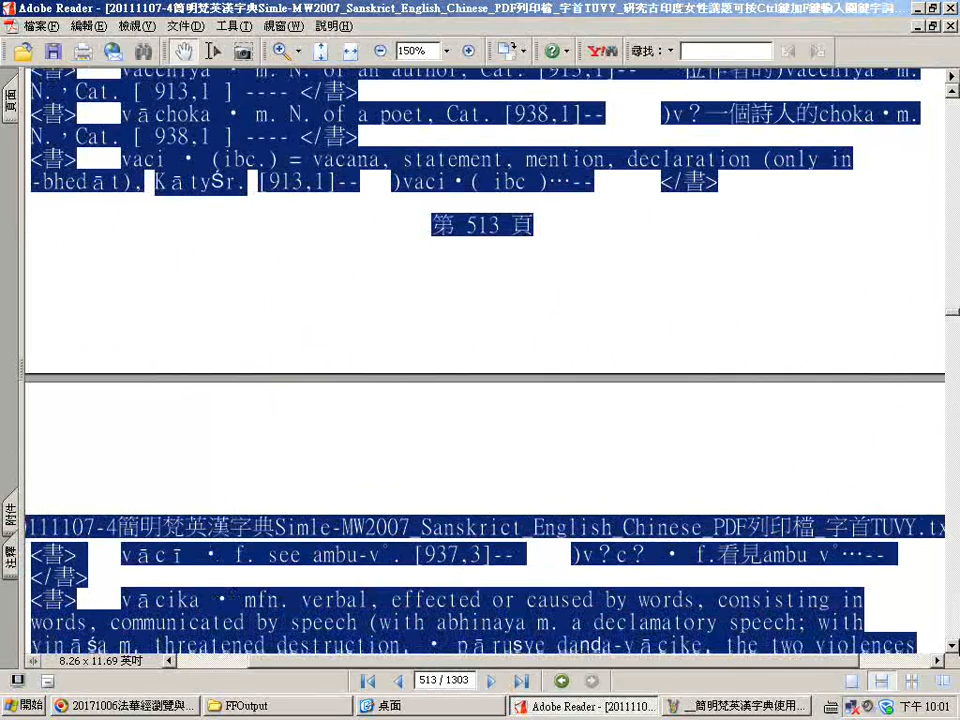 Adobe Reader - [20111107-4簡明梵英漢字典Simle-MW2007_Sanskrict_English_Chinese_PDF列印檔_字首TUVY_研究古印度女性議題可按Ctrl鍵加F鍵輸入關鍵字詞...
檔案(F) 編輯(E) 檢視(V) 文件(D) 工具(T) 視窗(W) 說明(H)
150% 尋找:
頁面
<書> vacchiya · m. N. of an author, Cat. [913,1]-- 位作者的)vacchiya·m.
N.,Cat. [ 913,1 ] ---- </書>
<書> vāchoka · m. N. of a poet, Cat. [938,1]-- )v?一個詩人的choka·m.
N.,Cat. [ 938,1 ] ---- </書>
<書> vaci · (ibc.) = vacana, statement, mention, declaration (only in
-bhedāt), KātyŚr. [913,1]-- )vaci·( ibc )…-- </書>
第 513 頁
附件
註釋
0111107-4簡明梵英漢字典Simle-MW2007_Sanskrict_English_Chinese_PDF列印檔_字首TUVY.tx
<書> vācī · f. see ambu-v°. [937,3]-- )v?c? · f.看見ambu v°…--
</書>
<書> vācika · mfn. verbal, effected or caused by words, consisting in
words, communicated by speech (with abhinaya m. a declamatory speech; with
vināśa m. threatened destruction. · pāruṣye daṇḍa-vācike, the two violences
8.26 x 11.69 英吋
513 / 1303
開始 20171006法華經瀏覽與... FFOutput 桌面 Adobe Reader - [2011110... __簡明梵英字典使用... 下午 10:01